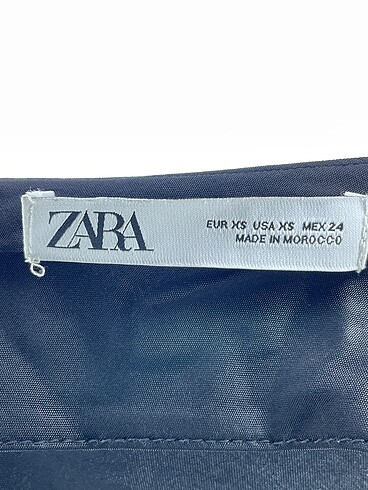 ZARA
EUR XS USA XS MEX 24
MADE IN MOROCCO